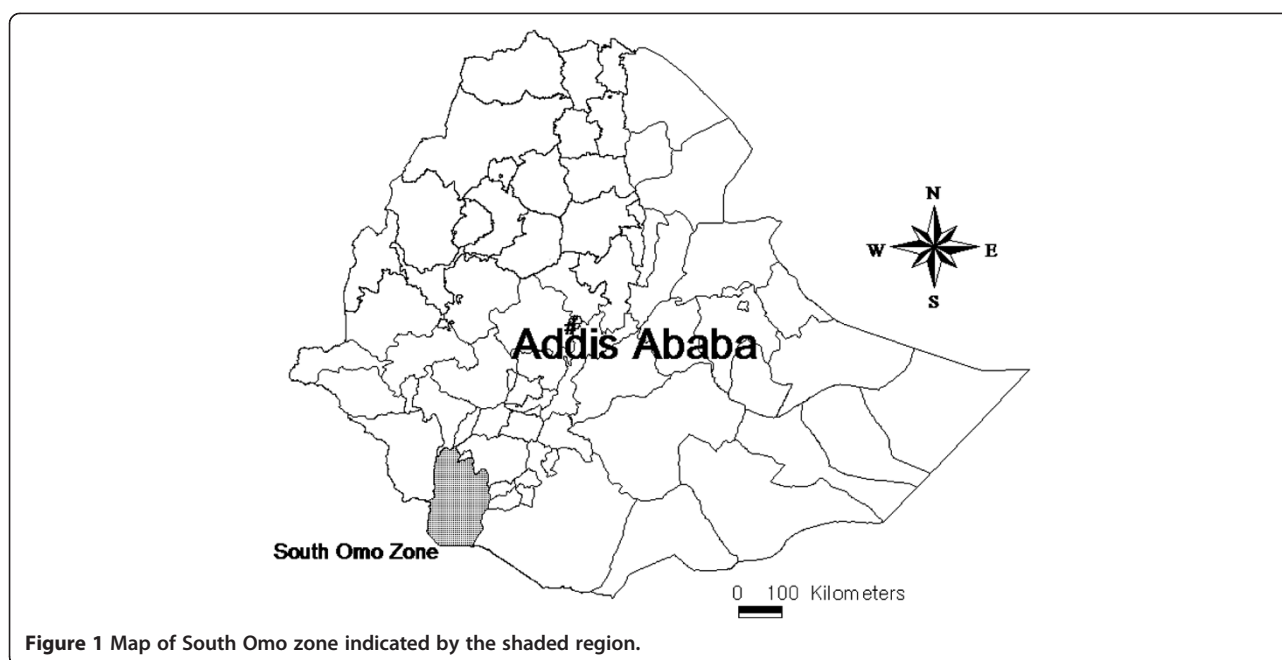 N
W E
S
#
Addis Ababa
South Omo Zone
0 100 Kilometers
Figure 1 Map of South Omo zone indicated by the shaded region.